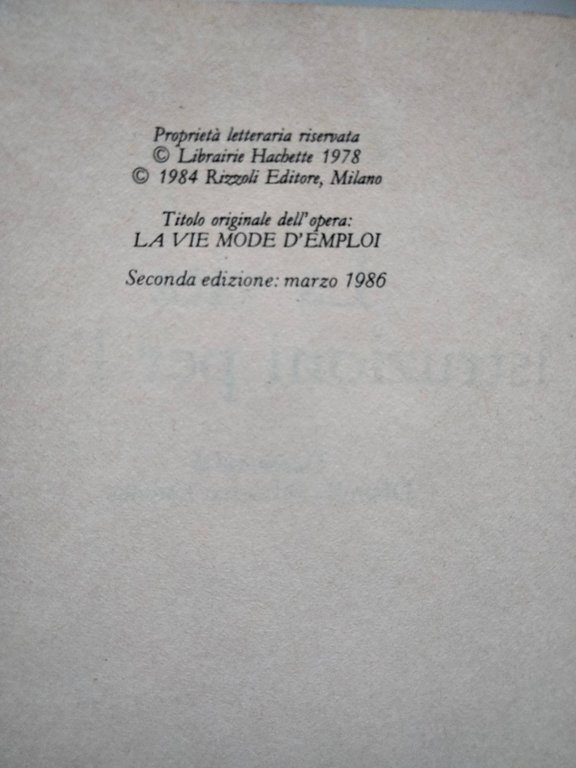 Proprietà letteraria riservata
© Librairie Hachette 1978
© 1984 Rizzoli Editore, Milano
Titolo originale dell'opera:
LA VIE MODE D'EMPLOI
Seconda edizione: marzo 1986